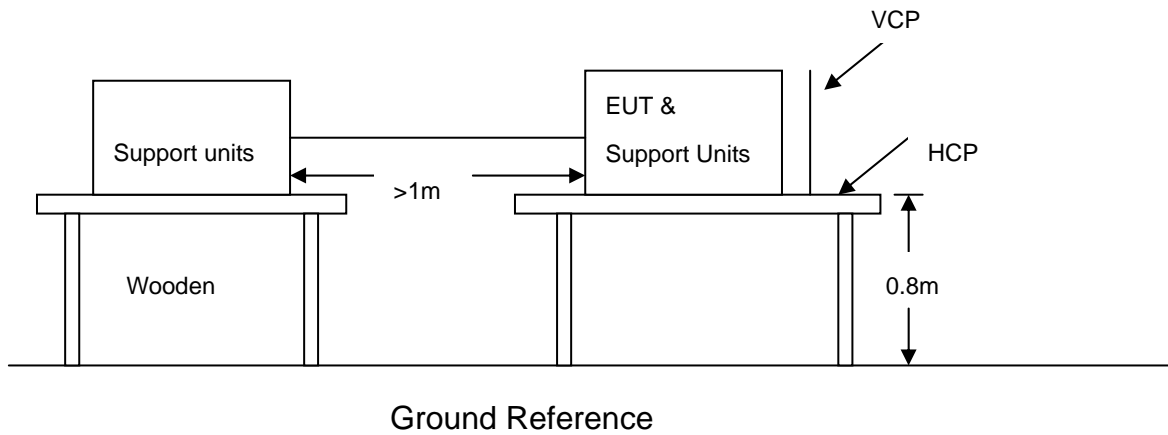 VCP
EUT &
Support units
Support Units
HCP
>1m
Wooden
0.8m
Ground Reference